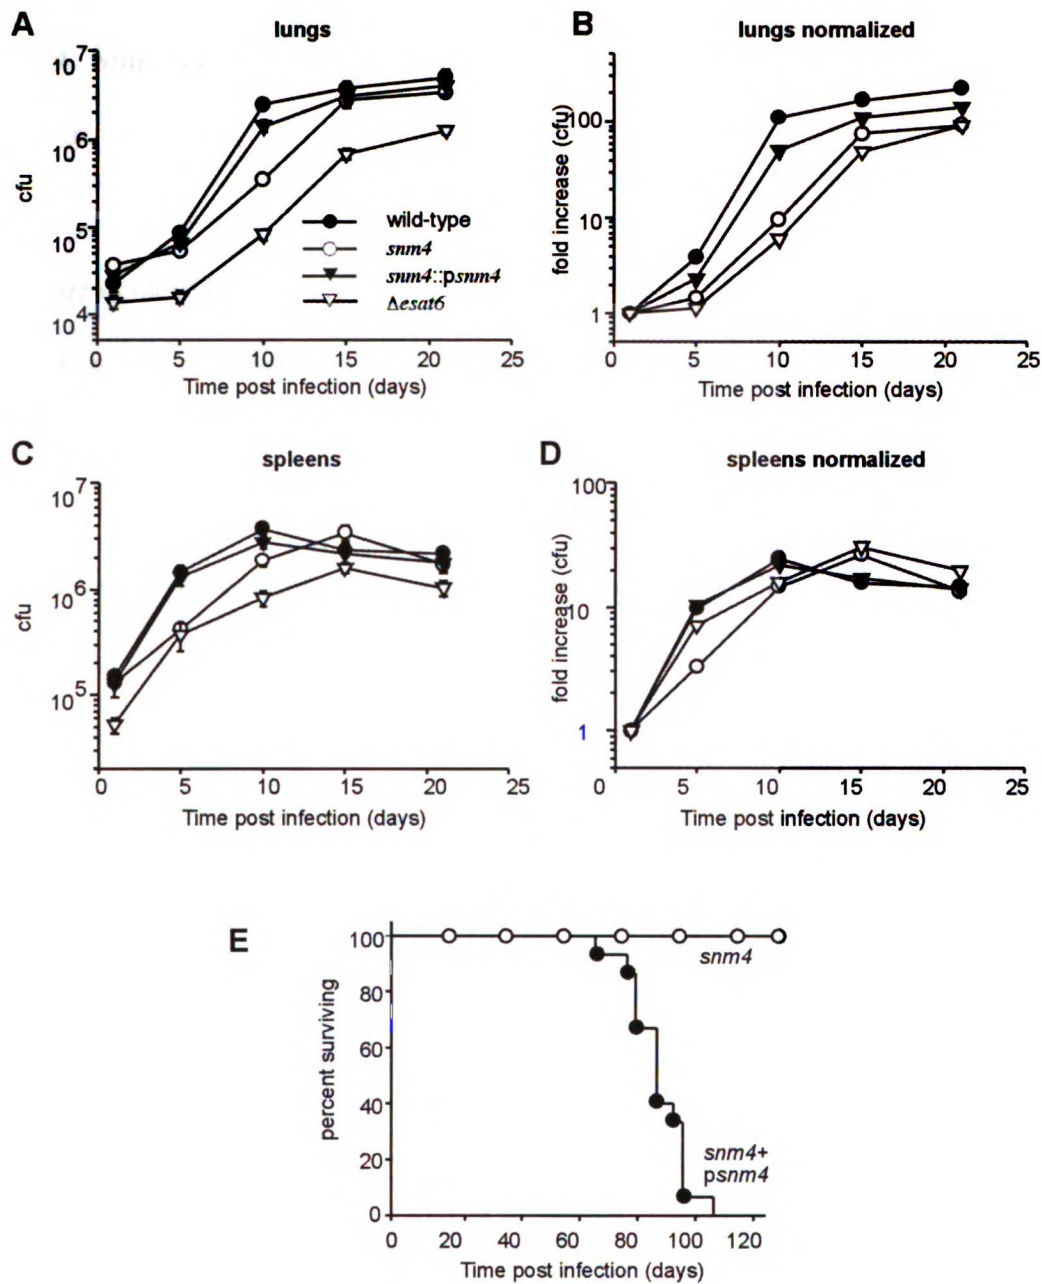 A
lungs
10^7
10^6
10^5
10^4
cfu
wild-type
snm4
snm4::psnm4
Δesat6
0 5 10 15 20 25
Time post infection (days)
B
lungs normalized
100
10
1
fold increase (cfu)
0 5 10 15 20 25
Time post infection (days)
C
spleens
10^7
10^6
10^5
cfu
0 5 10 15 20 25
Time post infection (days)
D
spleens normalized
100
10
1
fold increase (cfu)
0 5 10 15 20 25
Time post infection (days)
E
100
80
60
40
20
0
percent surviving
snm4
snm4+
psnm4
0 20 40 60 80 100 120
Time post infection (days)